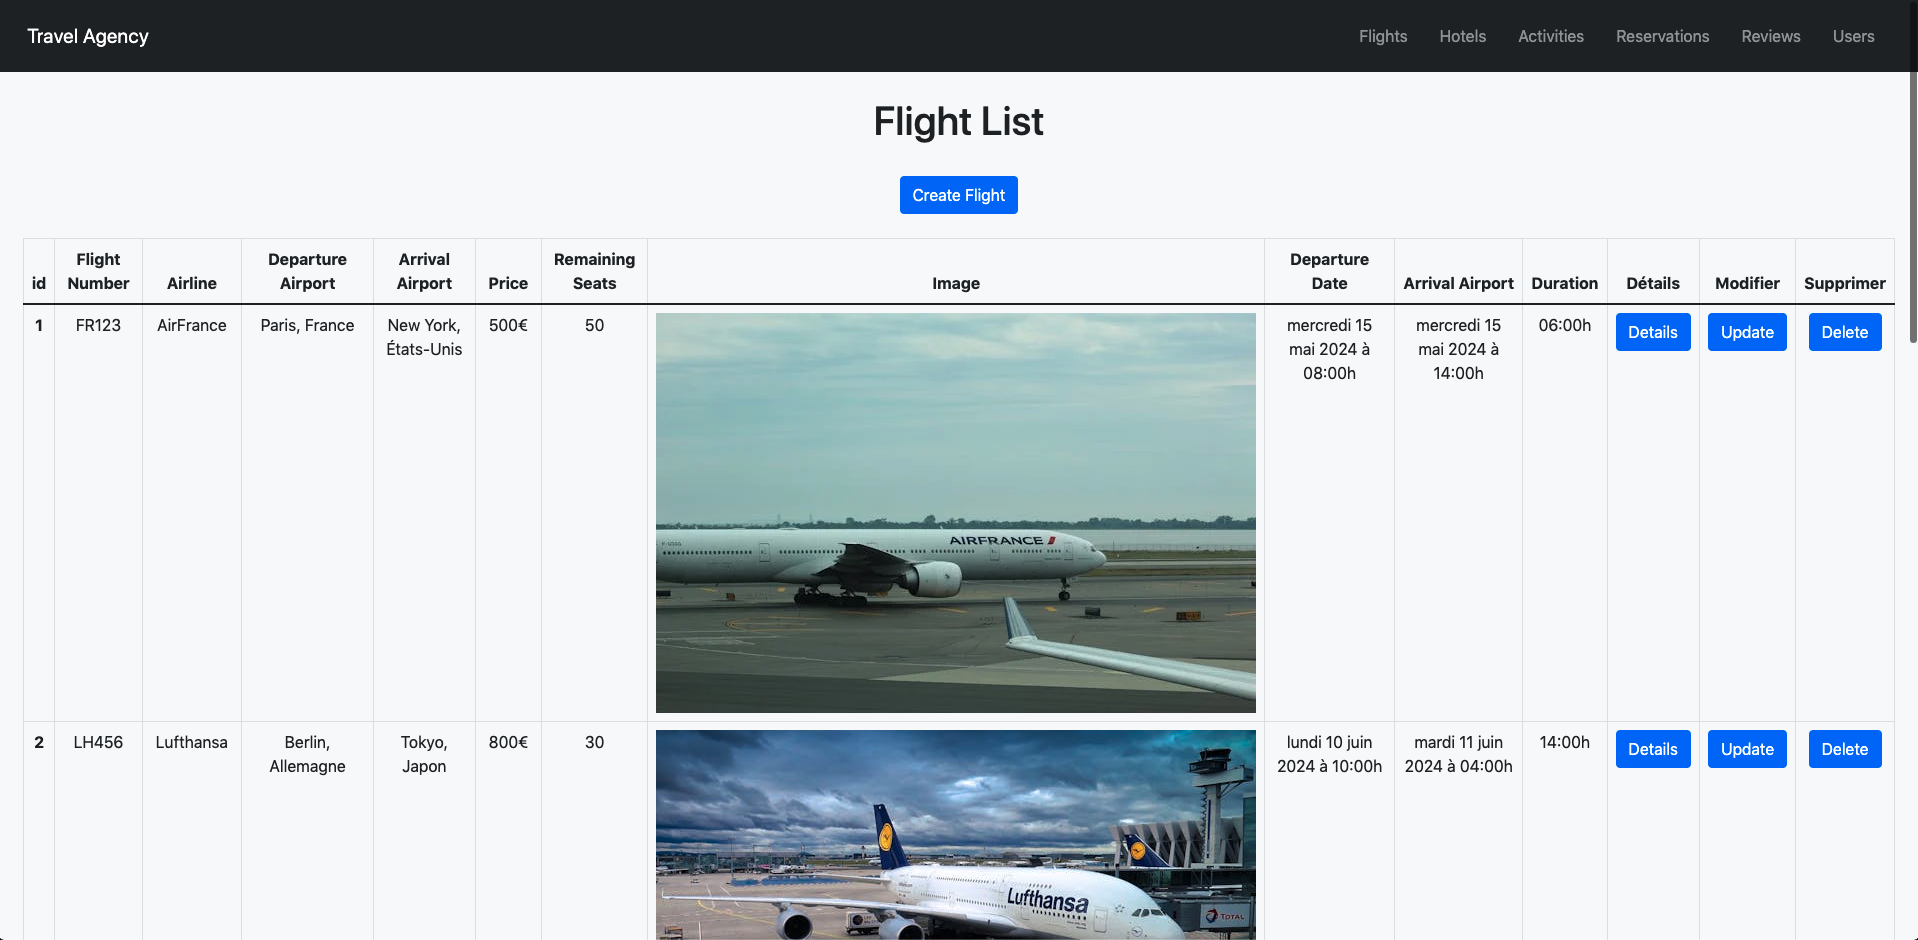 Travel Agency
Flights Hotels Activities Reservations Reviews Users
Flight List
Create Flight
id Flight Number Airline Departure Airport Arrival Airport Price Remaining Seats Image Departure Date Arrival Airport Duration Détails Modifier Supprimer
1 FR123 AirFrance Paris, France New York, États-Unis 500€ 50
AIRFRANCE
mercredi 15 mai 2024 à 08:00h
mercredi 15 mai 2024 à 14:00h
06:00h Details Update Delete
2 LH456 Lufthansa Berlin, Allemagne Tokyo, Japon 800€ 30
Lufthansa
TOTAL
lundi 10 juin 2024 à 10:00h
mardi 11 juin 2024 à 04:00h
14:00h Details Update Delete